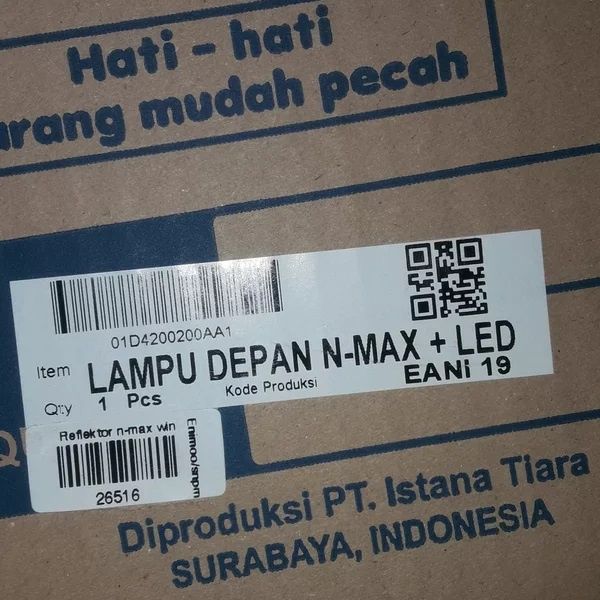 Hati - hati
arang mudah pecah
01D4200200AA1
Item LAMPU DEPAN N-MAX + LED
Qty 1 Pcs Kode Produksi EANi 19
Reflektor n-max win
26516
Diproduksi PT. Istana Tiara
SURABAYA, INDONESIA